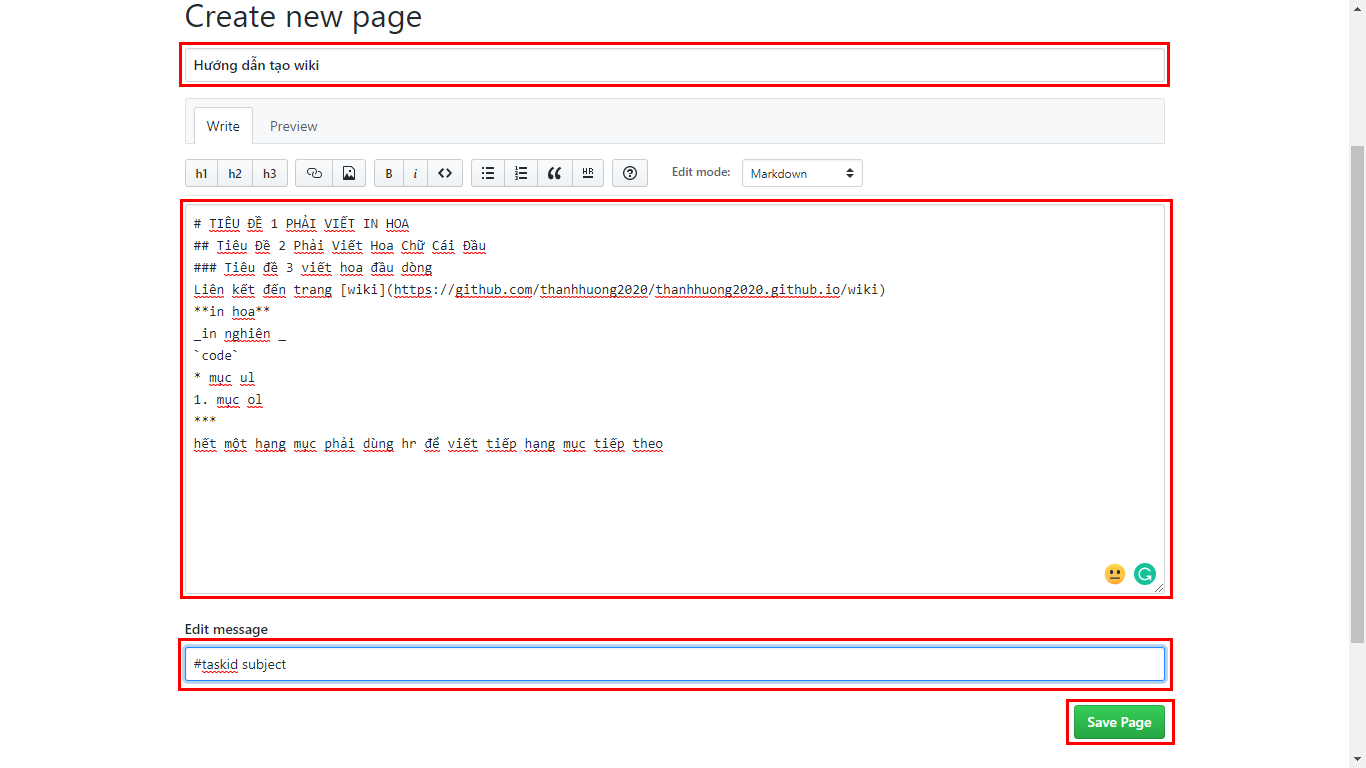 Create new page
Hướng dẫn tạo wiki
Write Preview
h1 h2 h3 B i <> HR Edit mode: Markdown
# TIÊU ĐỀ 1 PHẢI VIẾT IN HOA
## Tiêu Đề 2 Phải Viết Hoa Chữ Cái Đầu
### Tiêu đề 3 viết hoa đầu dòng
Liên kết đến trang [wiki](https://github.com/thanhhuong2020/thanhhuong2020.github.io/wiki)
**in hoa**
_in nghiên _
`code`
* mục ul
1. mục ol
***
hết một hạng mục phải dùng hr để viết tiếp hạng mục tiếp theo
Edit message
#taskid subject
Save Page